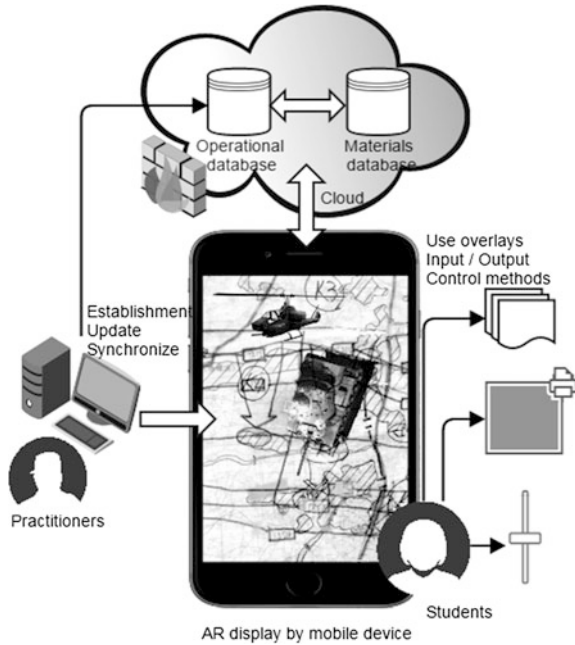 Operational
database
Materials
database
Cloud
Use overlays
Input / Output
Control methods
Establishment
Update
Synchronize
K3
Practitioners
Students
AR display by mobile device